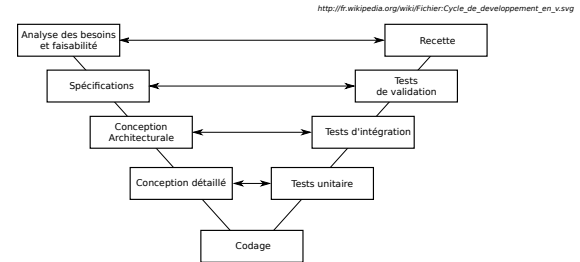 http://fr.wikipedia.org/wiki/Fichier:Cycle_de_developpement_en_v.svg
Analyse des besoins
et faisabilité
Recette
Spécifications
Tests
de validation
Conception
Architecturale
Tests d'intégration
Conception détaillé
Tests unitaire
Codage